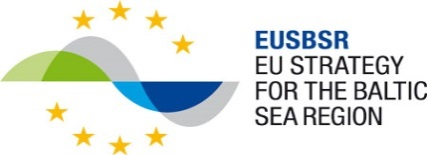 EUSBSR
EU STRATEGY
FOR THE BALTIC
SEA REGION